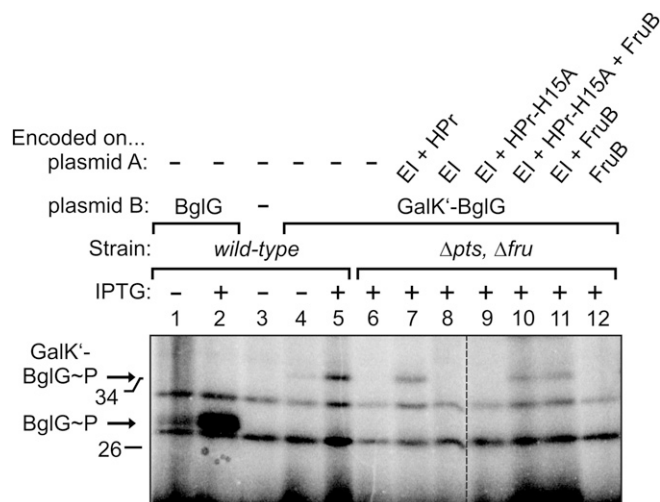 Encoded on...
plasmid A: – – – – – – EI + HPr EI EI + HPr-H15A EI + HPr-H15A + FruB EI + FruB FruB
plasmid B: BglG – GalK‘-BglG
Strain: wild-type Δpts, Δfru
IPTG: – + – – + + + + + + + +
1 2 3 4 5 6 7 8 9 10 11 12
GalK‘-
BglG~P
34
BglG~P
26